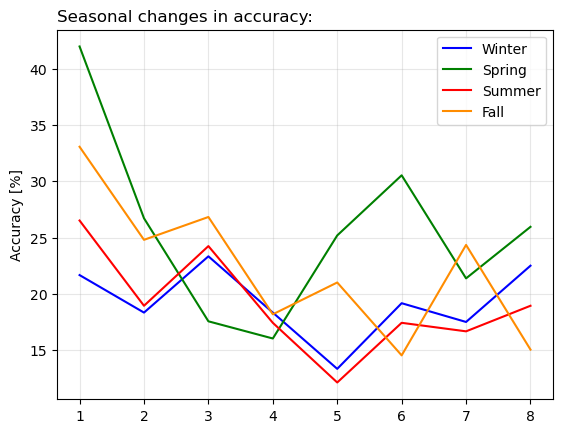 Seasonal changes in accuracy:
Winter
Spring
Summer
Fall
Accuracy [%]
40
35
30
25
20
15
1 2 3 4 5 6 7 8